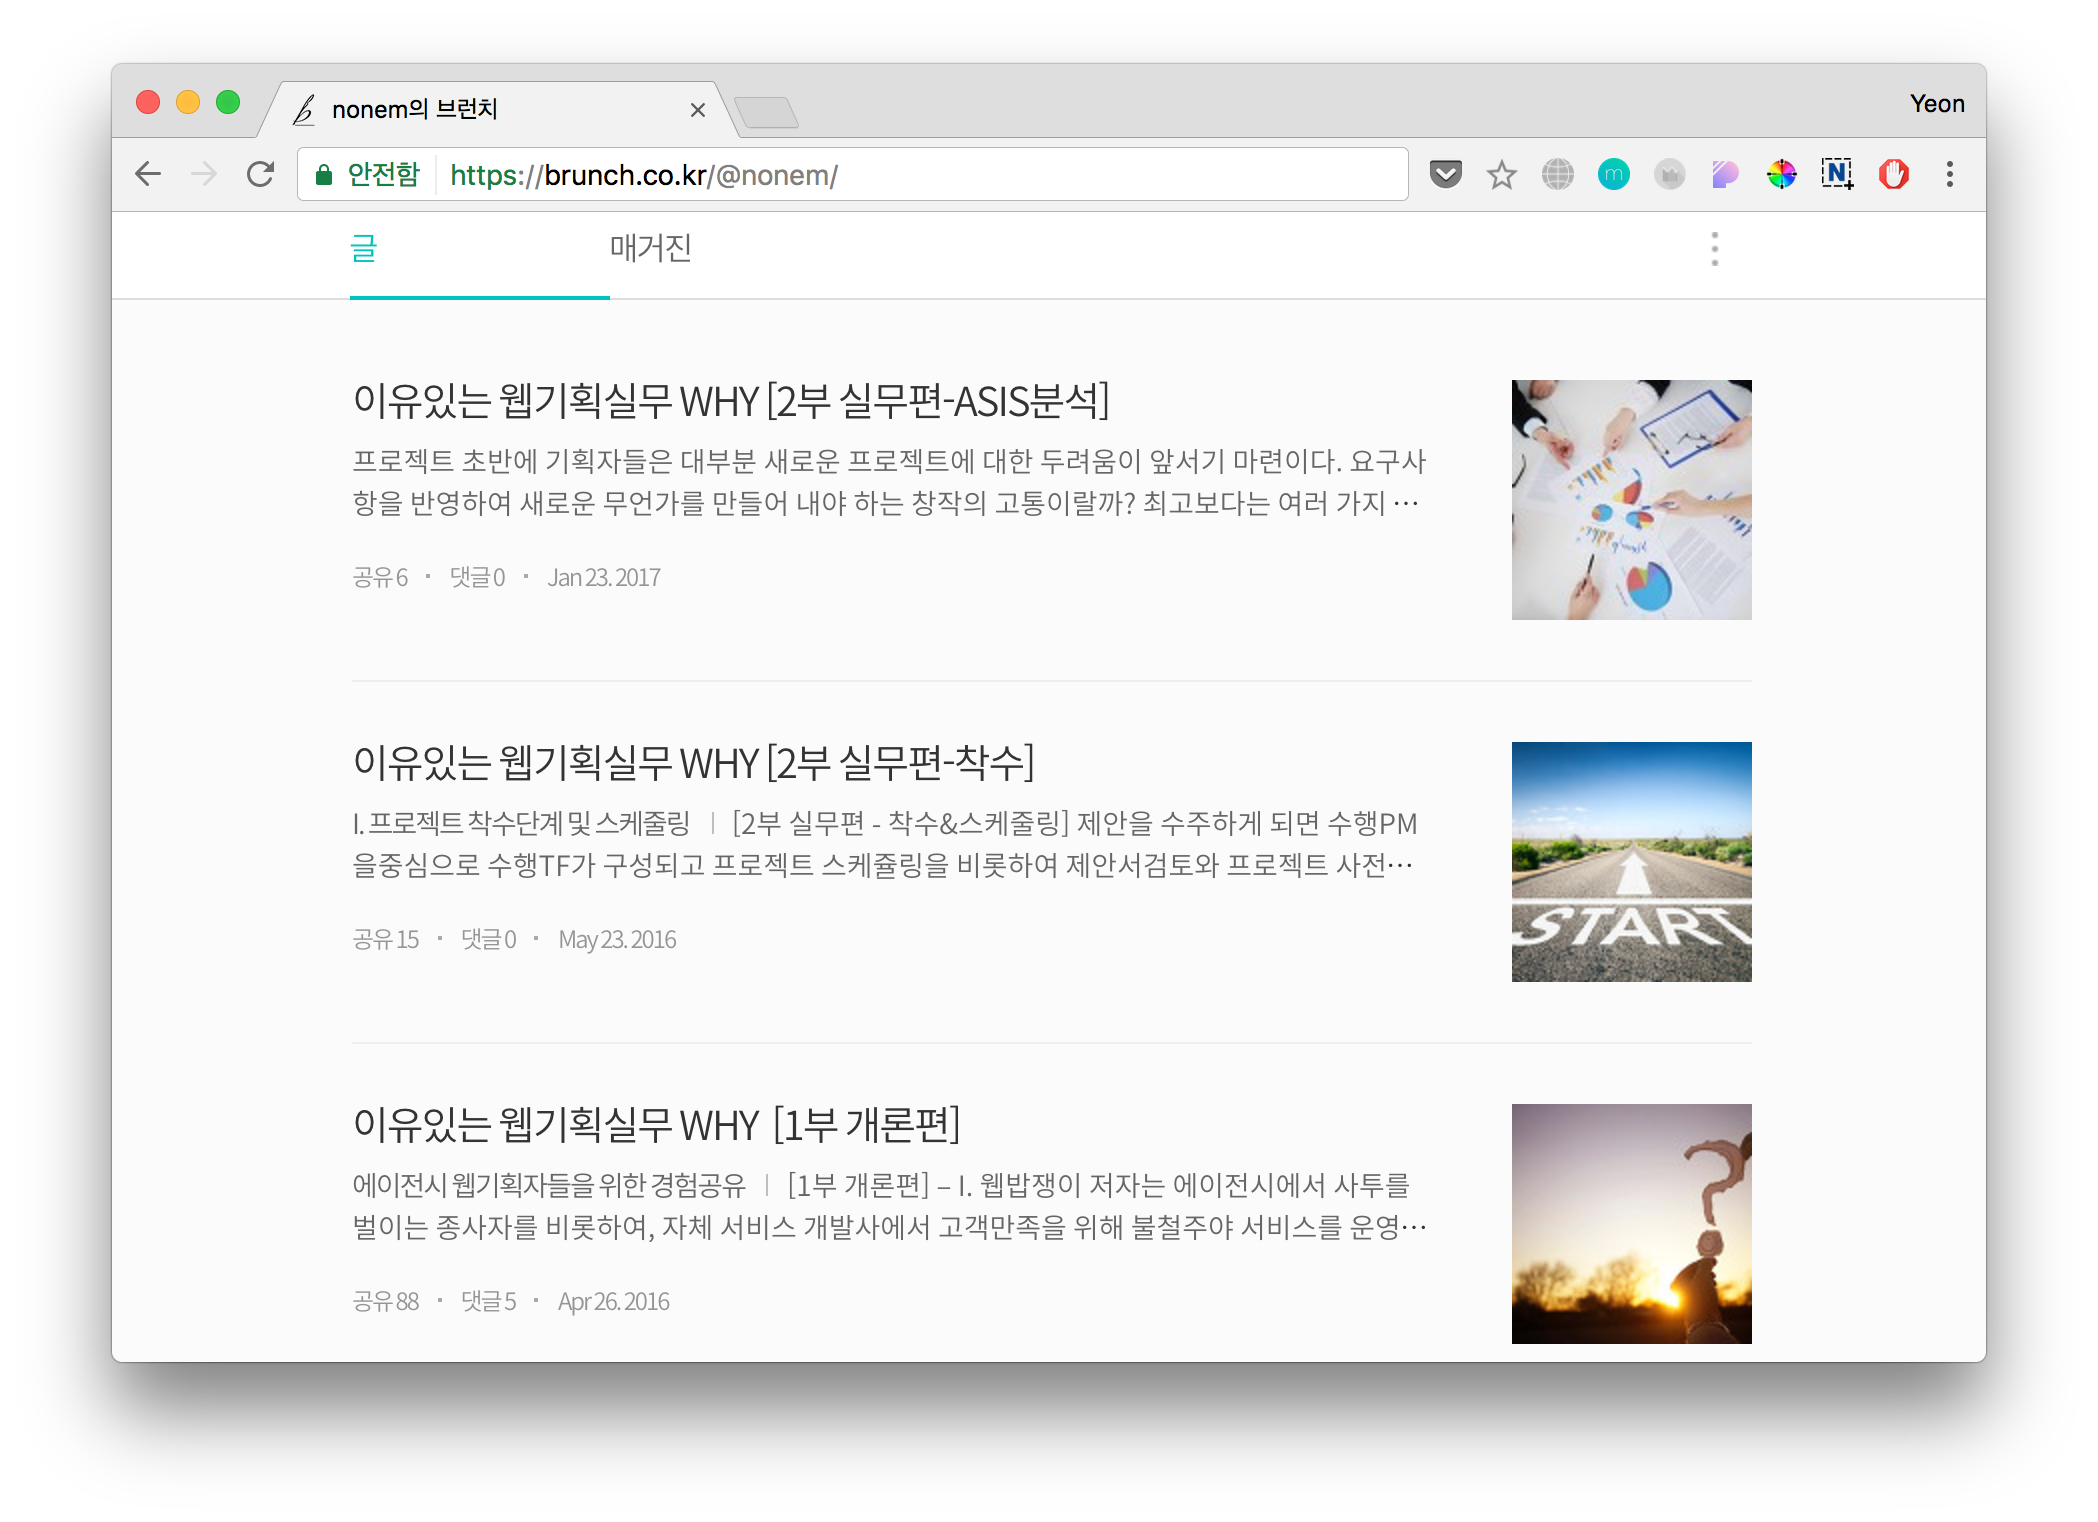 nonem의 브런치
Yeon
안전함 https://brunch.co.kr/@nonem/
글 매거진
이유있는 웹기획실무 WHY [2부 실무편-ASIS분석]
프로젝트 초반에 기획자들은 대부분 새로운 프로젝트에 대한 두려움이 앞서기 마련이다. 요구사
항을 반영하여 새로운 무언가를 만들어 내야 하는 창작의 고통이랄까? 최고보다는 여러 가지 …
공유 6 · 댓글 0 · Jan 23. 2017
이유있는 웹기획실무 WHY [2부 실무편-착수]
I. 프로젝트 착수단계 및 스케줄링 | [2부 실무편 - 착수&스케줄링] 제안을 수주하게 되면 수행PM
을중심으로 수행TF가 구성되고 프로젝트 스케쥴링을 비롯하여 제안서검토와 프로젝트 사전…
공유 15 · 댓글 0 · May 23. 2016
START
이유있는 웹기획실무 WHY [1부 개론편]
에이전시 웹기획자들을 위한 경험공유 | [1부 개론편] – I. 웹밥쟁이 저자는 에이전시에서 사투를
벌이는 종사자를 비롯하여, 자체 서비스 개발사에서 고객만족을 위해 불철주야 서비스를 운영…
공유 88 · 댓글 5 · Apr 26. 2016